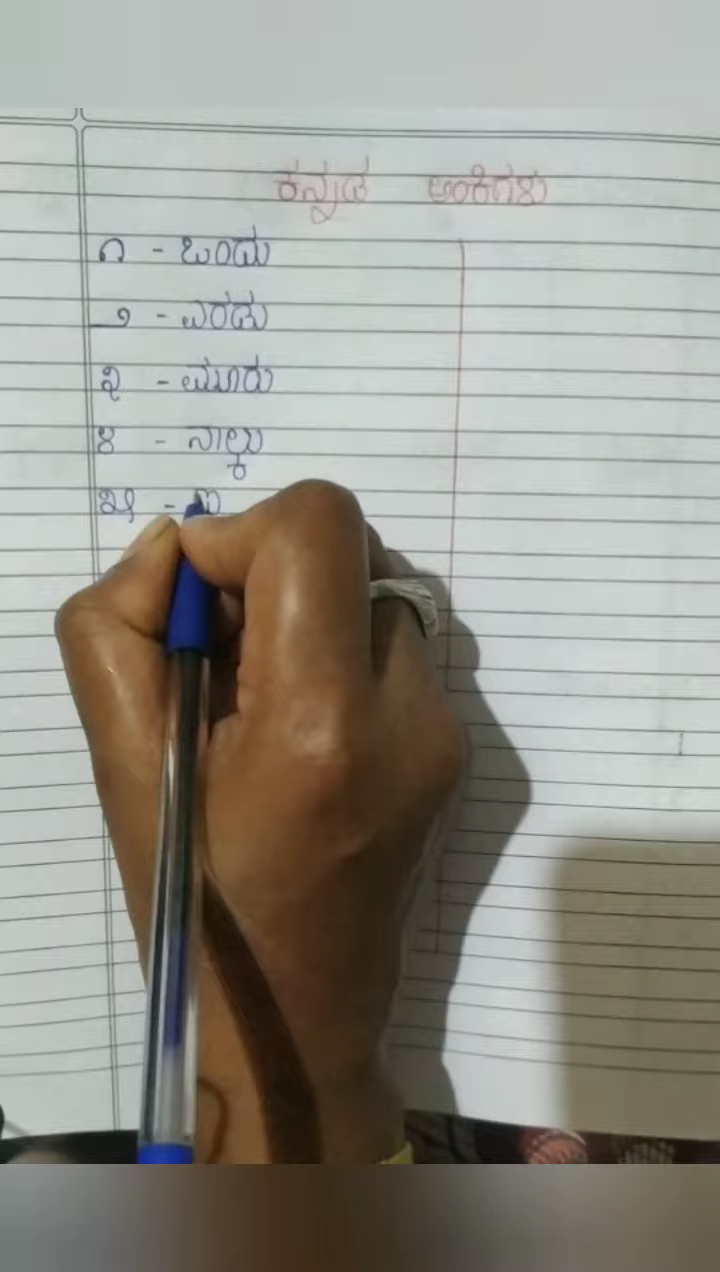 ಕನ್ನಡ ಅಂಕಿಗಳು
೧ - ಒಂದು
೨ - ಎರಡು
೩ - ಮೂರು
೪ - ನಾಲ್ಕು
೫ - ಐ